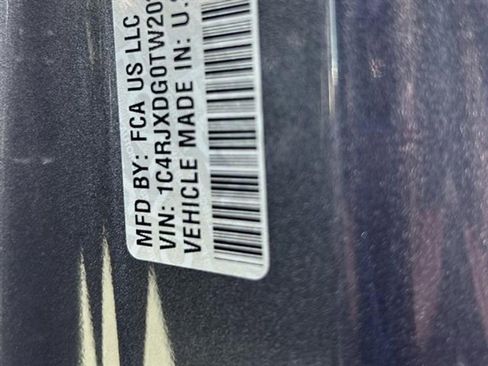 MFD BY: FCA US LLC
VIN: 1C4RJXDG0TW20
VEHICLE MADE IN: U.S